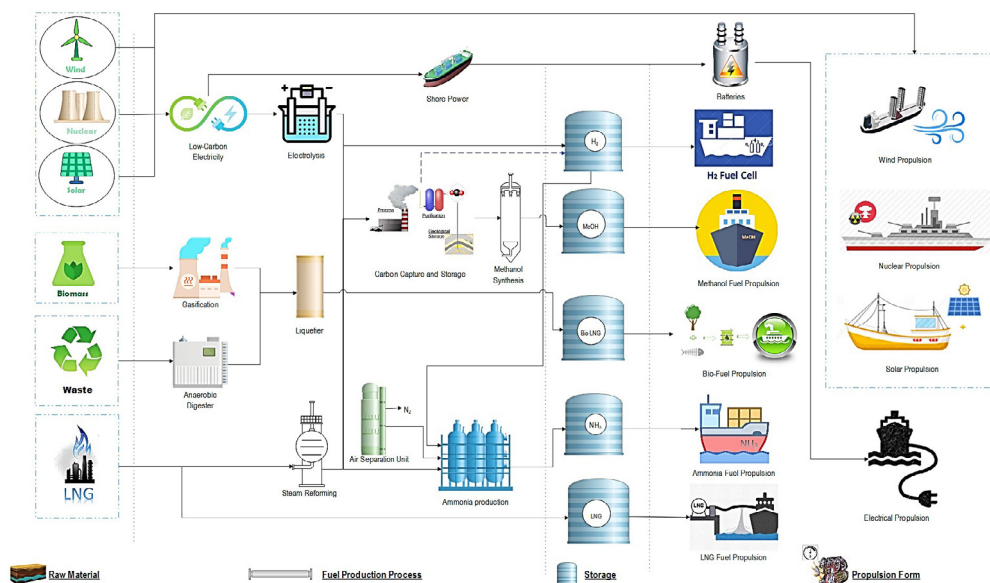 Wind
Nuclear
Solar
Low-Carbon
Electricity
Electrolysis
Shore Power
Batteries
H₂
H2 Fuel Cell
Wind Propulsion
Process
Purification
Geological
Storage
Carbon Capture and Storage
Methanol
Synthesis
MeOH
MeOH
Methanol Fuel Propulsion
Nuclear Propulsion
Biomass
Gasification
Liquefier
Bio LNG
Bio-Fuel Propulsion
Solar Propulsion
Waste
Anaerobic
Digester
N₂
Air Separation Unit
NH₃
NH₃
Ammonia Fuel Propulsion
LNG
Steam Reforming
Ammonia production
LNG
LNG
LNG Fuel Propulsion
Electrical Propulsion
Raw Material
Fuel Production Process
Storage
Propulsion Form